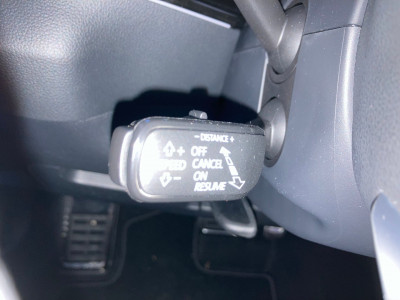 - DISTANCE +
+ OFF
SPEED CANCEL
ON
- RESUME